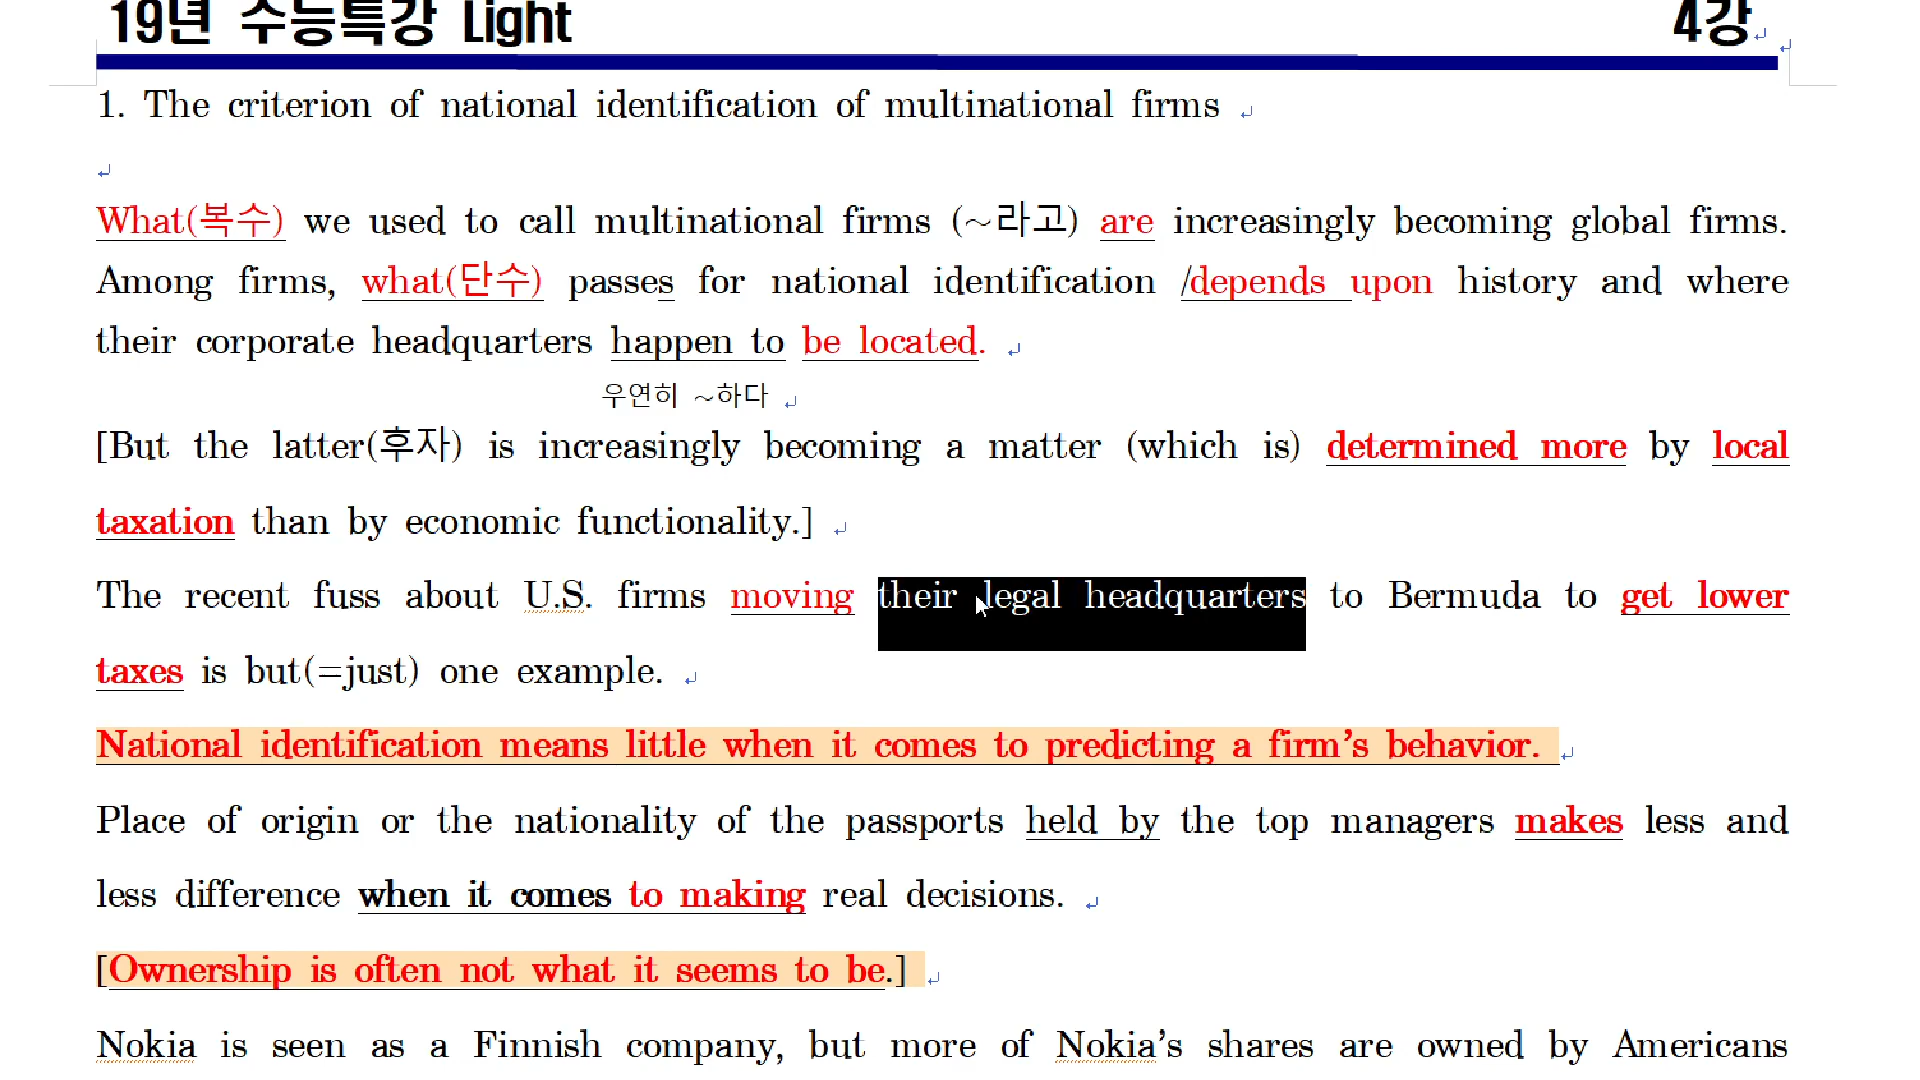 19년 수능특강 Light 4강
1. The criterion of national identification of multinational firms
What(복수) we used to call multinational firms (~라고) are increasingly becoming global firms.
Among firms, what(단수) passes for national identification /depends upon history and where
their corporate headquarters happen to be located.
우연히 ~하다
[But the latter(후자) is increasingly becoming a matter (which is) determined more by local
taxation than by economic functionality.]
The recent fuss about U.S. firms moving their legal headquarters to Bermuda to get lower
taxes is but(=just) one example.
National identification means little when it comes to predicting a firm’s behavior.
Place of origin or the nationality of the passports held by the top managers makes less and
less difference when it comes to making real decisions.
[Ownership is often not what it seems to be.]
Nokia is seen as a Finnish company, but more of Nokia’s shares are owned by Americans